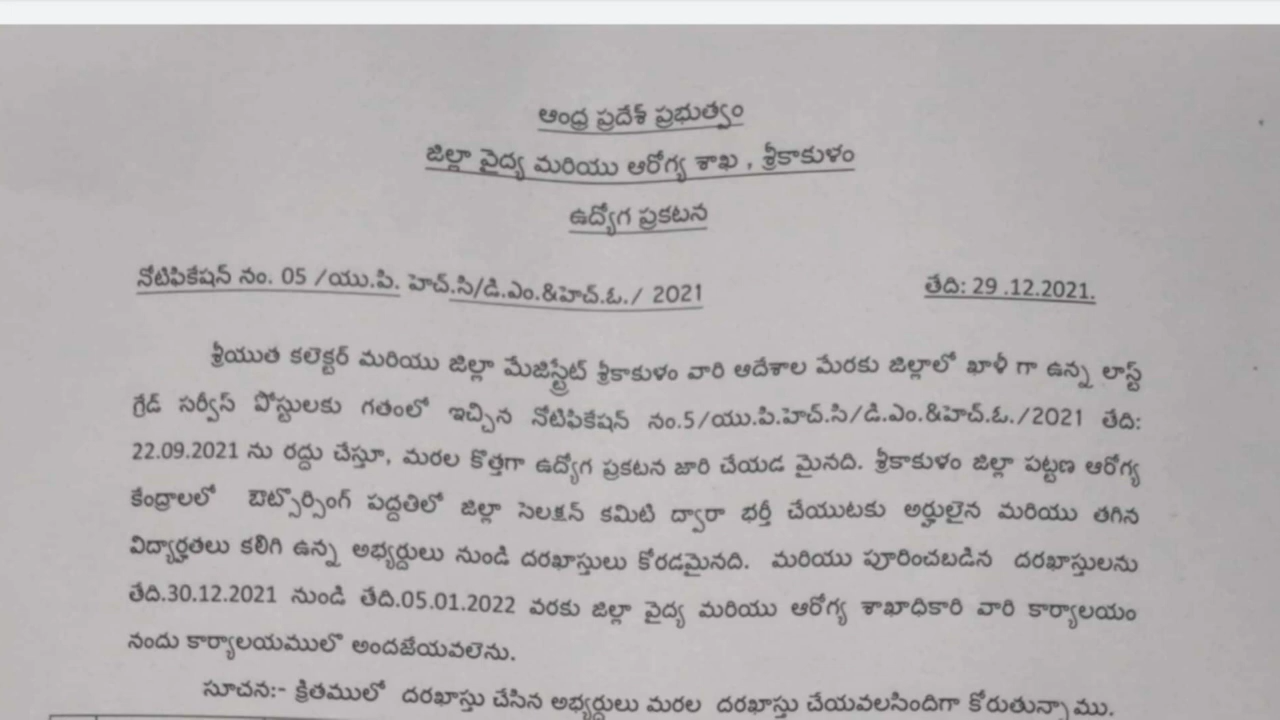 ఆంధ్ర ప్రదేశ్ ప్రభుత్వం
జిల్లా వైద్య మరియు ఆరోగ్య శాఖ , శ్రీకాకుళం
ఉద్యోగ ప్రకటన
నోటిఫికేషన్ నం. 05 /యు.పి. హెచ్.సి/డి.ఎం.&హెచ్.ఓ./ 2021 తేది: 29 .12.2021.
శ్రీయుత కలెక్టర్ మరియు జిల్లా మేజిస్ట్రేట్ శ్రీకాకుళం వారి ఆదేశాల మేరకు జిల్లాలో ఖాళీ గా ఉన్న లాస్ట్
గ్రేడ్ సర్వీస్ పోస్టులకు గతంలో ఇచ్చిన నోటిఫికేషన్ నం.5/యు.పి.హెచ్.సి/డి.ఎం.&హెచ్.ఓ./2021 తేది:
22.09.2021 ను రద్దు చేస్తూ, మరల కొత్తగా ఉద్యోగ ప్రకటన జారి చేయడ మైనది. శ్రీకాకుళం జిల్లా పట్టణ ఆరోగ్య
కేంద్రాలలో ఔట్సోర్సింగ్ పద్దతిలో జిల్లా సెలక్షన్ కమిటి ద్వారా భర్తీ చేయుటకు అర్హులైన మరియు తగిన
విద్యార్హతలు కలిగి ఉన్న అభ్యర్దులు నుండి దరఖాస్తులు కోరడమైనది. మరియు పూరించబడిన దరఖాస్తులను
తేది.30.12.2021 నుండి తేది.05.01.2022 వరకు జిల్లా వైద్య మరియు ఆరోగ్య శాఖాధికారి వారి కార్యాలయం
నందు కార్యాలయములో అందజేయవలెను.
సూచన:- క్రితములో దరఖాస్తు చేసిన అభ్యర్దులు మరల దరఖాస్తు చేయవలసిందిగా కోరుతున్నాము.